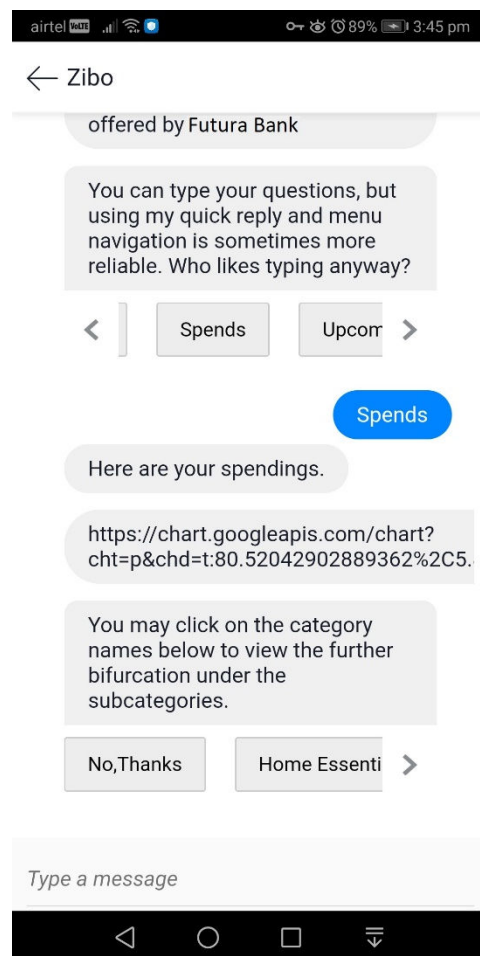 airtel VoLTE 89% 3:45 pm
Zibo
offered by Futura Bank
You can type your questions, but
using my quick reply and menu
navigation is sometimes more
reliable. Who likes typing anyway?
Spends Upcom
Spends
Here are your spendings.
https://chart.googleapis.com/chart?
cht=p&chd=t:80.52042902889362%2C5.
You may click on the category
names below to view the further
bifurcation under the
subcategories.
No,Thanks Home Essenti
Type a message